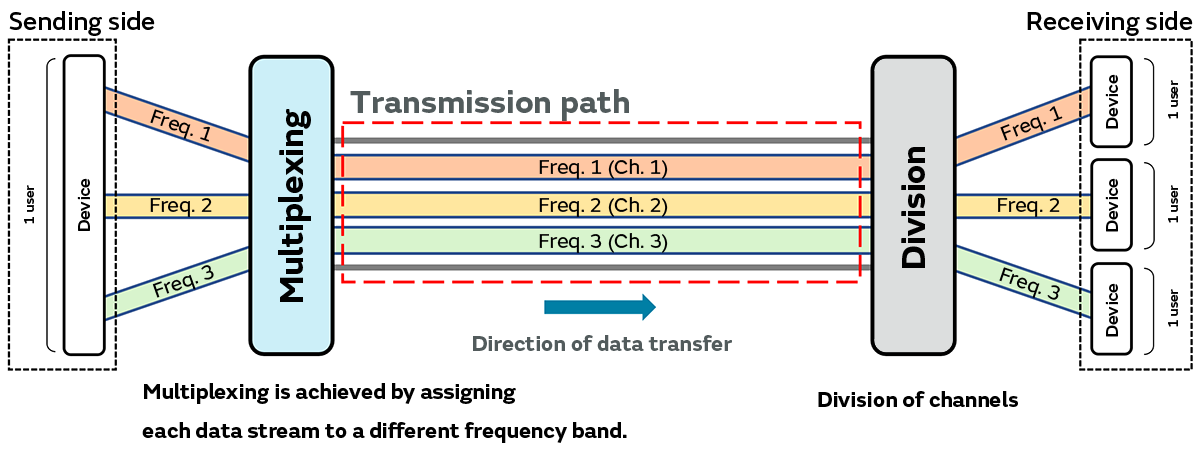 Sending side
Receiving side
Transmission path
1 user
Device
Freq. 1
Freq. 2
Freq. 3
Multiplexing
Freq. 1 (Ch. 1)
Freq. 2 (Ch. 2)
Freq. 3 (Ch. 3)
Direction of data transfer
Division
Freq. 1
Freq. 2
Freq. 3
Device
1 user
Device
1 user
Device
1 user
Multiplexing is achieved by assigning
each data stream to a different frequency band.
Division of channels